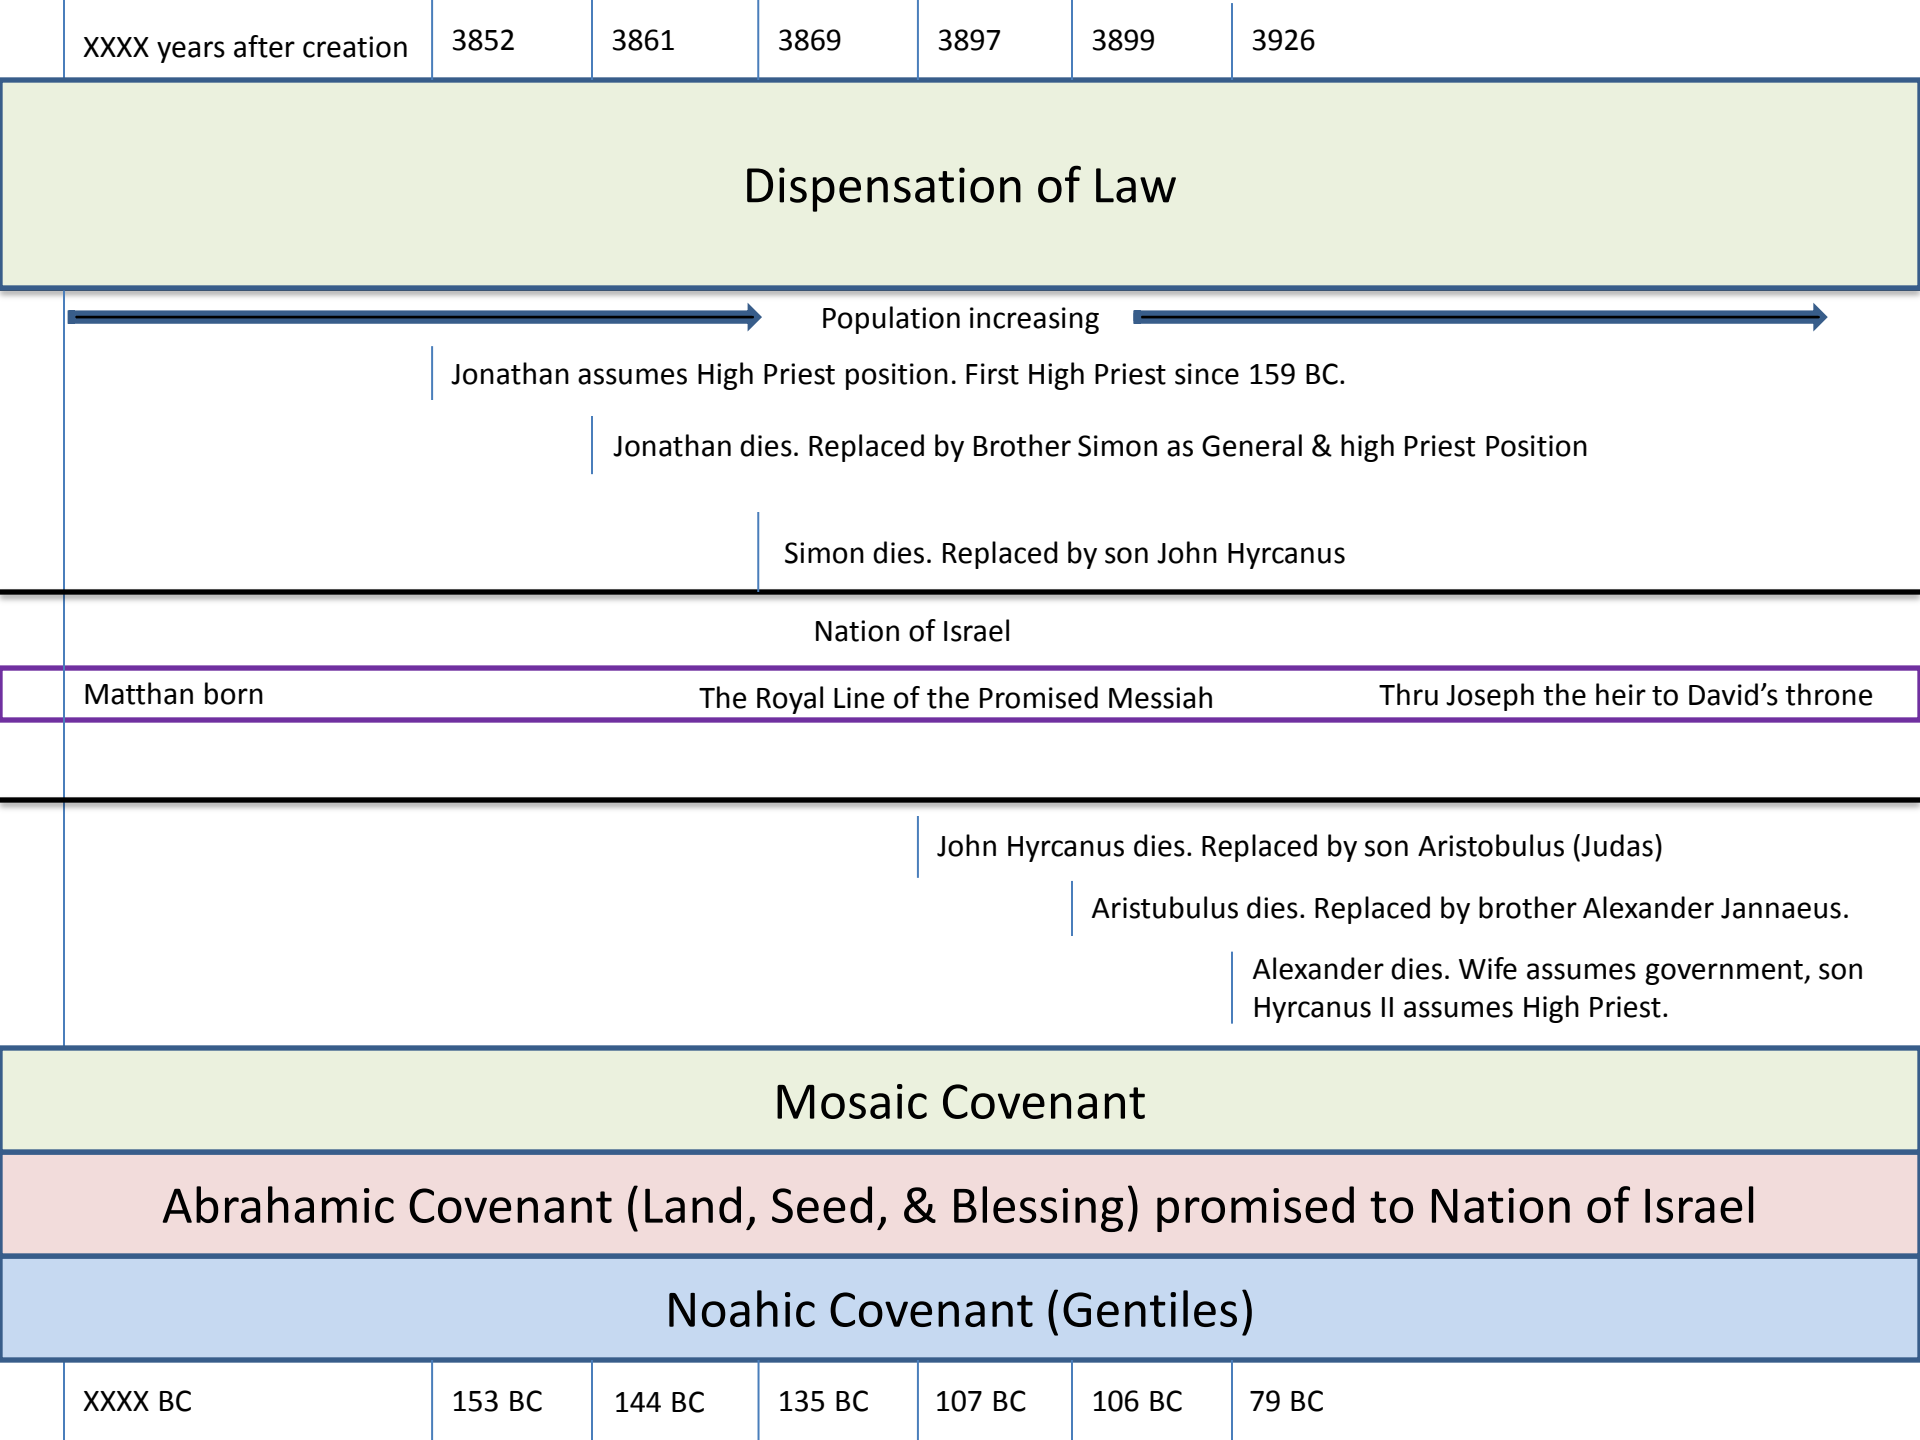 XXXX years after creation
3852
3861
3869
3897
3899
3926
Dispensation of Law
Population increasing
Jonathan assumes High Priest position. First High Priest since 159 BC.
Jonathan dies. Replaced by Brother Simon as General & high Priest Position
Simon dies. Replaced by son John Hyrcanus
Nation of Israel
Matthan born
The Royal Line of the Promised Messiah
Thru Joseph the heir to David’s throne
John Hyrcanus dies. Replaced by son Aristobulus (Judas)
Aristubulus dies. Replaced by brother Alexander Jannaeus.
Alexander dies. Wife assumes government, son
Hyrcanus II assumes High Priest.
Mosaic Covenant
Abrahamic Covenant (Land, Seed, & Blessing) promised to Nation of Israel
Noahic Covenant (Gentiles)
XXXX BC
153 BC
144 BC
135 BC
107 BC
106 BC
79 BC